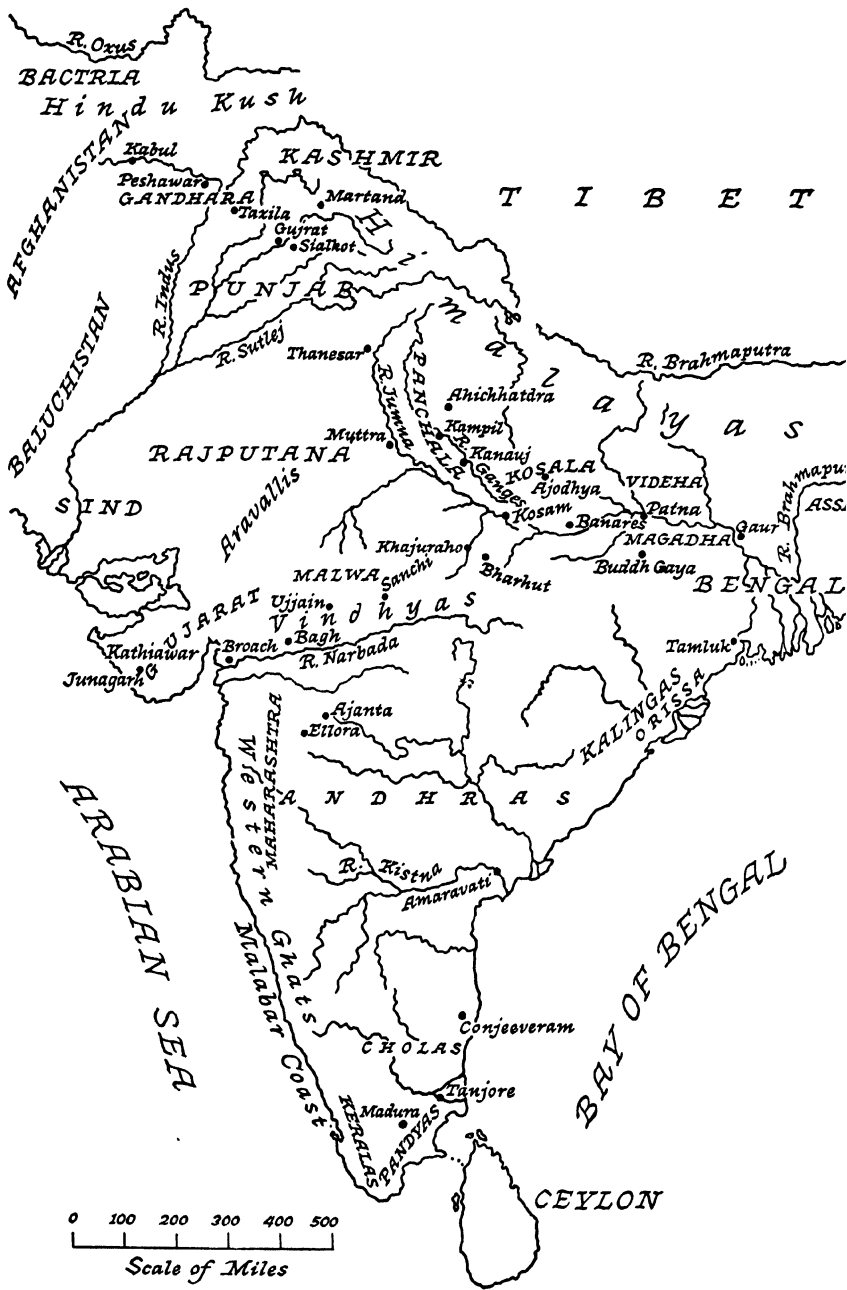 R. Oxus
BACTRIA
Hindu Kush
AFGHANISTAN
Kabul
KASHMIR
Peshawar
GANDHARA
Taxila
Martand
TIBET
Gujrat
Sialkot
Himalayas
R. Indus
PUNJAB
BALUCHISTAN
R. Sutlej
Thanesar
R. Brahmaputra
PANCHALA
R. Jumna
Ahichhatdra
Kampil
Muttra
RAJPUTANA
R. Ganges
Kanauj
KOSALA
Ajodhya
VIDEHA
R. Brahmapu
ASSA
SIND
Aravallis
Kosam
Banares
Patna
Gaur
MAGADHA
Khajuraho
Bharhut
Buddh Gaya
BENGAL
MALWA
Sanchi
GUJARAT
Ujjain
Vindhyas
Kathiawar
Broach
Bagh
R. Narbada
Tamluk
Junagarh
KALINGAS
ORISSA
Ajanta
Ellora
MAHARASHTRA
Western Ghats
ANDHRAS
ARABIAN SEA
R. Kistna
Amaravati
BAY OF BENGAL
Malabar Coast
Conjeeveram
CHOLAS
Tanjore
Madura
KERALAS
PANDYAS
CEYLON
0 100 200 300 400 500
Scale of Miles